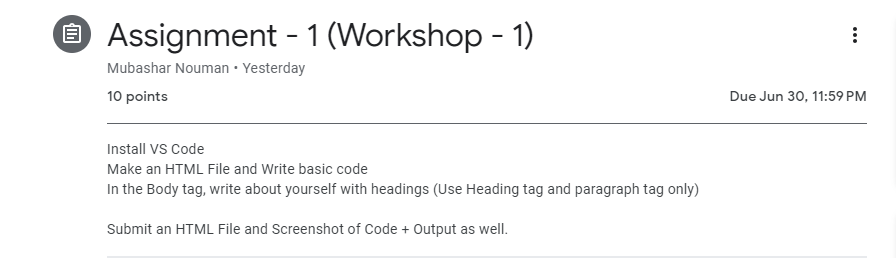 Assignment - 1 (Workshop - 1)
Mubashar Nouman • Yesterday
10 points
Due Jun 30, 11:59 PM
Install VS Code
Make an HTML File and Write basic code
In the Body tag, write about yourself with headings (Use Heading tag and paragraph tag only)
Submit an HTML File and Screenshot of Code + Output as well.